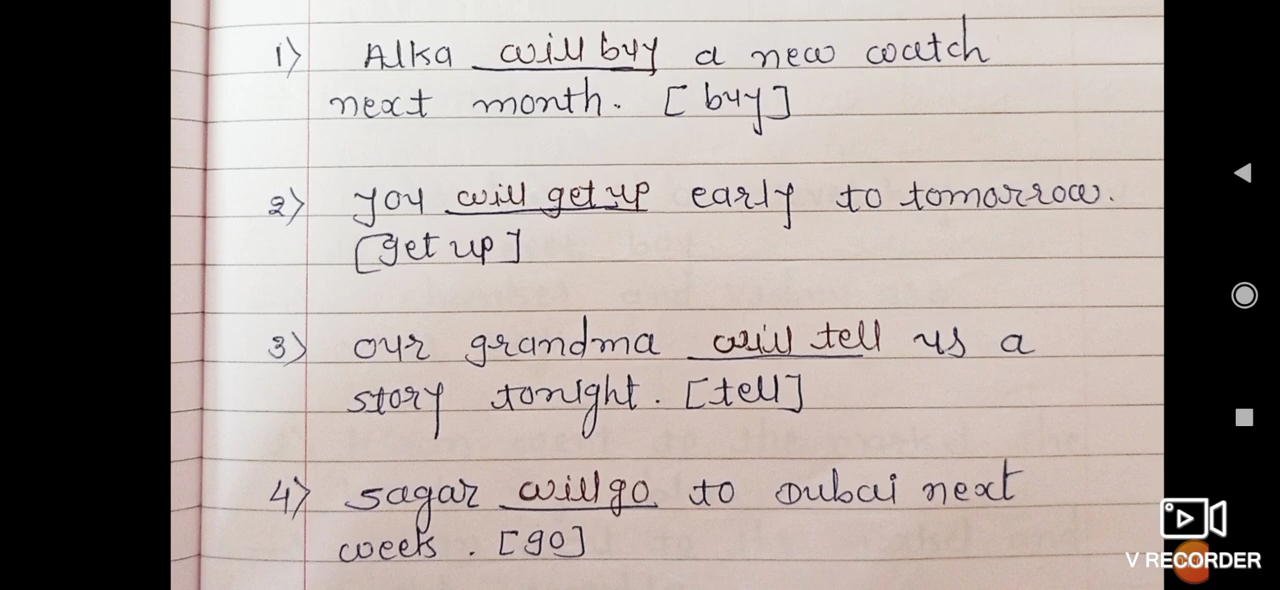 1) Alka will buy a new watch
next month. [buy]
2) you will get up early to tomorrow.
[get up]
3) our grandma will tell us a
story tonight. [tell]
4) sagar will go to Dubai next
week. [go]
V RECORDER